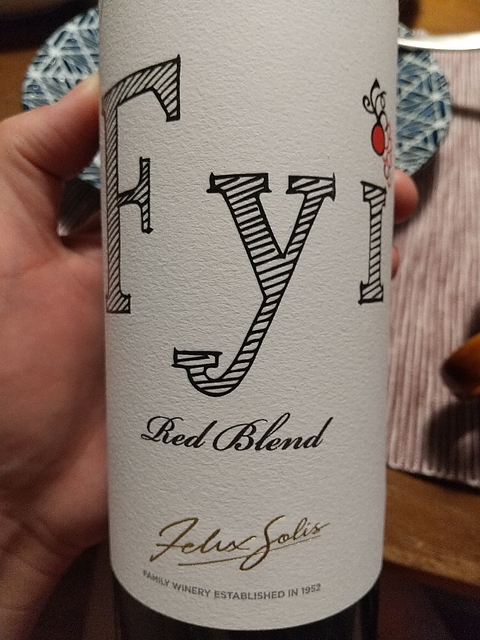 Fyi
Red Blend
Felix Solis
FAMILY WINERY ESTABLISHED IN 1952